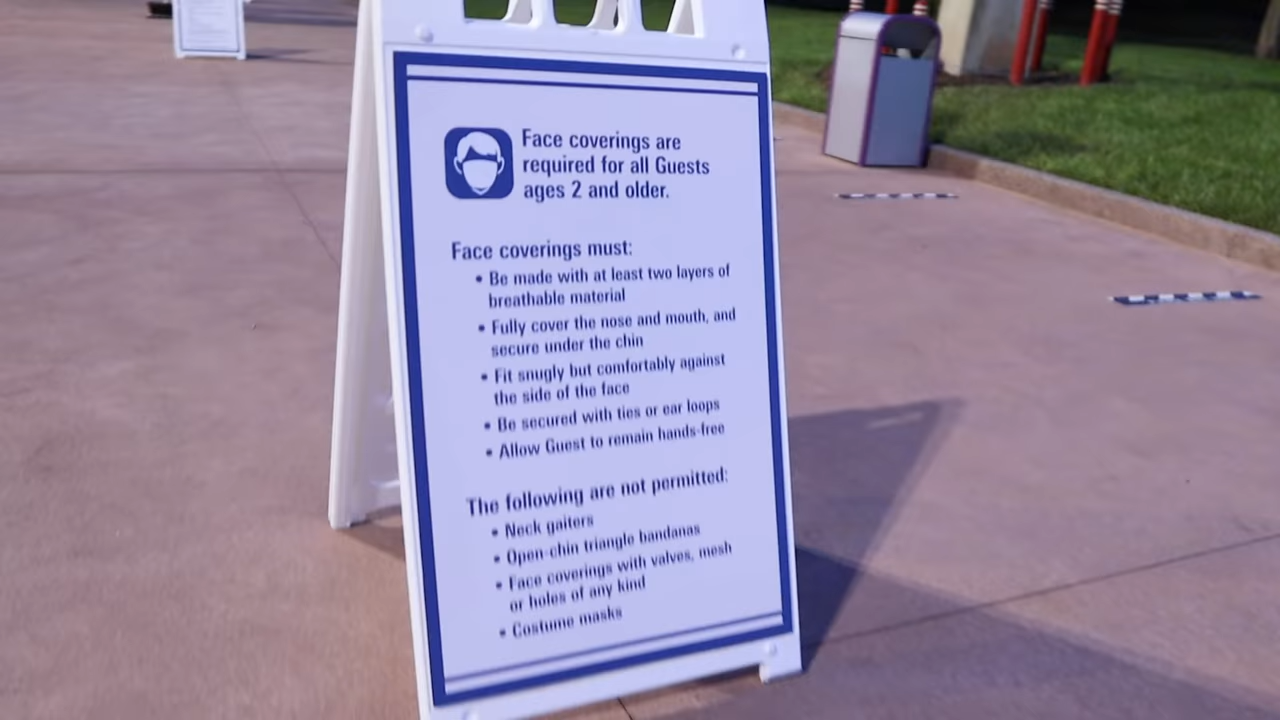 Face coverings are
required for all Guests
ages 2 and older.
Face coverings must:
• Be made with at least two layers of
breathable material
• Fully cover the nose and mouth, and
secure under the chin
• Fit snugly but comfortably against
the side of the face
• Be secured with ties or ear loops
• Allow Guest to remain hands-free
The following are not permitted:
• Neck gaiters
• Open-chin triangle bandanas
• Face coverings with valves, mesh
or holes of any kind
• Costume masks